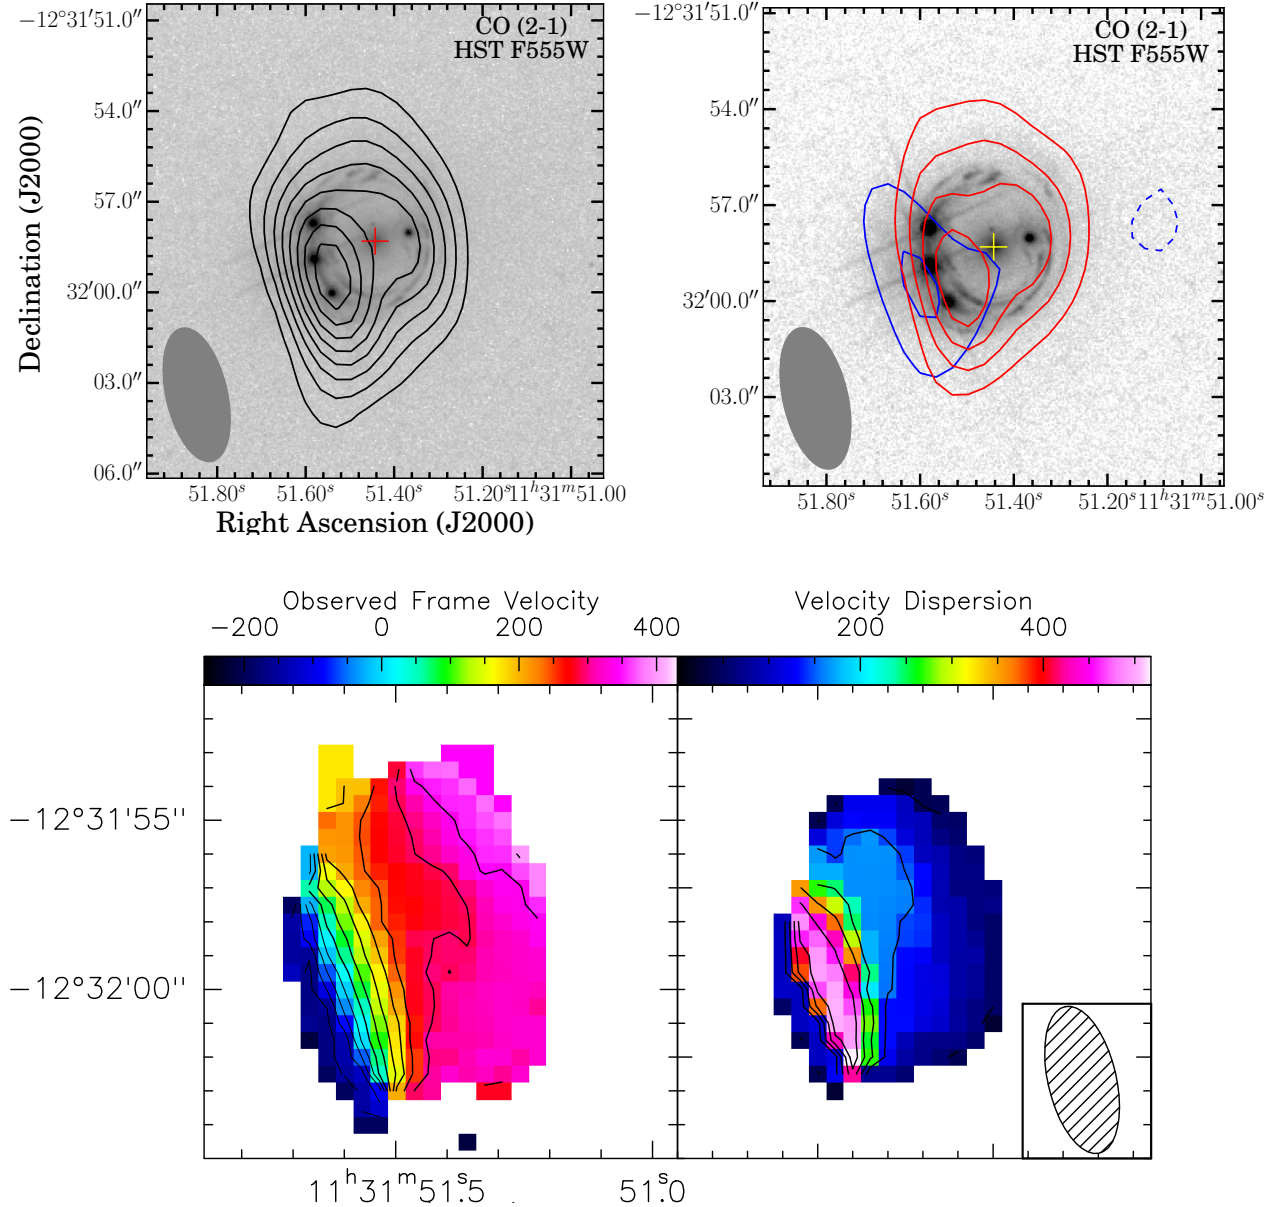 −12°31′51.0″
54.0″
57.0″
32′00.0″
03.0″
06.0″
Declination (J2000)
CO (2-1)
HST F555W
51.80ˢ 51.60ˢ 51.40ˢ 51.20ˢ11ʰ31ᵐ51.00
Right Ascension (J2000)
−12°31′51.0″
54.0″
57.0″
32′00.0″
03.0″
CO (2-1)
HST F555W
51.80ˢ 51.60ˢ 51.40ˢ 51.20ˢ11ʰ31ᵐ51.00ˢ
Observed Frame Velocity
−200 0 200 400
Velocity Dispersion
200 400
−12°31'55"
−12°32'00"
11ʰ31ᵐ51ˢ.5 51ˢ.0